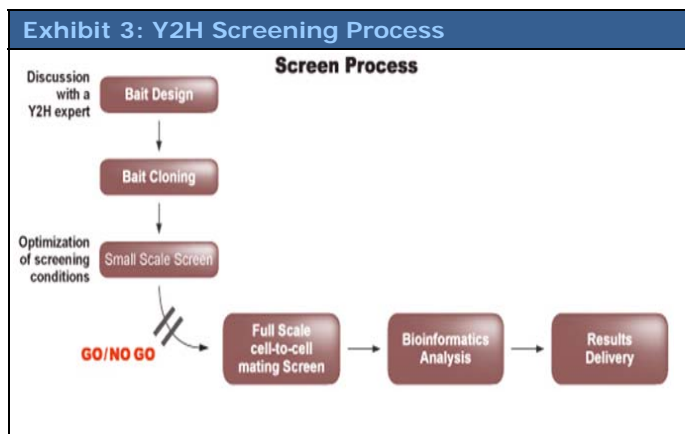 Exhibit 3: Y2H Screening Process
Screen Process
Discussion
with a
Y2H expert
Bait Design
Bait Cloning
Optimization
of screening
conditions
Small Scale Screen
GO/NO GO
Full Scale
cell-to-cell
mating Screen
Bioinformatics
Analysis
Results
Delivery